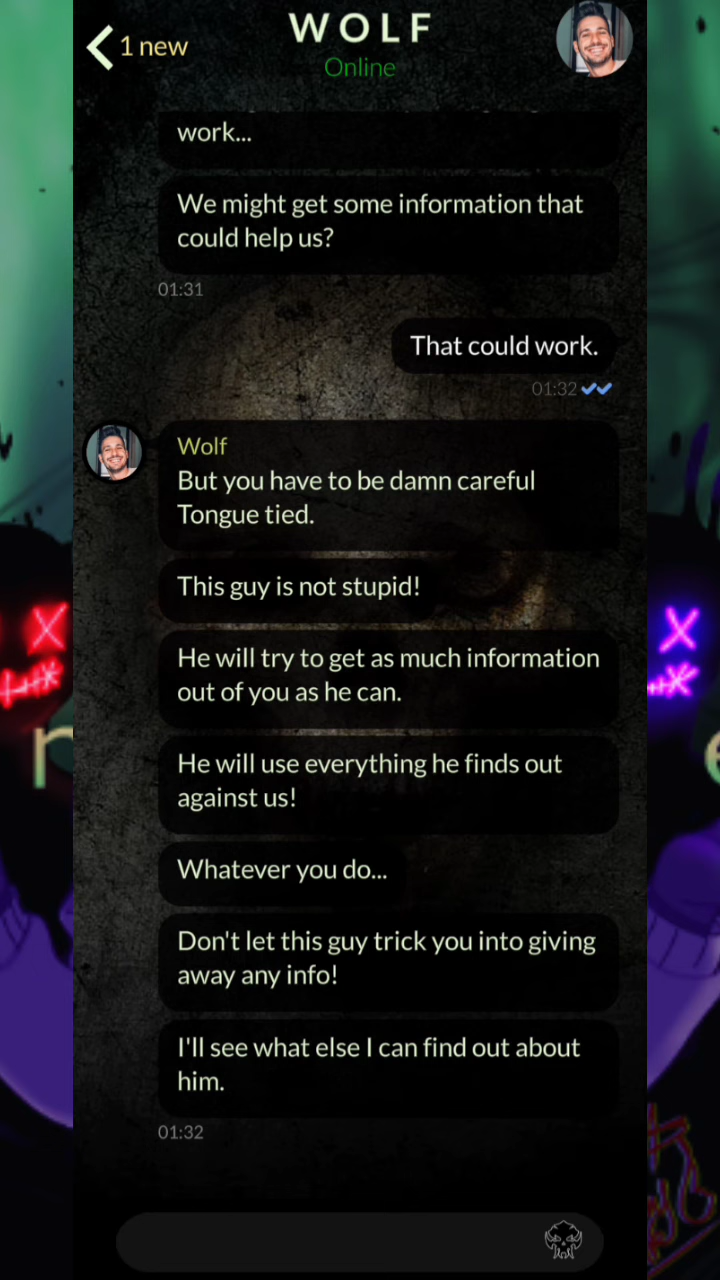 WOLF
1 new
Online
work...
We might get some information that
could help us?
01:31
That could work.
01:32
Wolf
But you have to be damn careful
Tongue tied.
This guy is not stupid!
He will try to get as much information
out of you as he can.
He will use everything he finds out
against us!
Whatever you do...
Don't let this guy trick you into giving
away any info!
I'll see what else I can find out about
him.
01:32